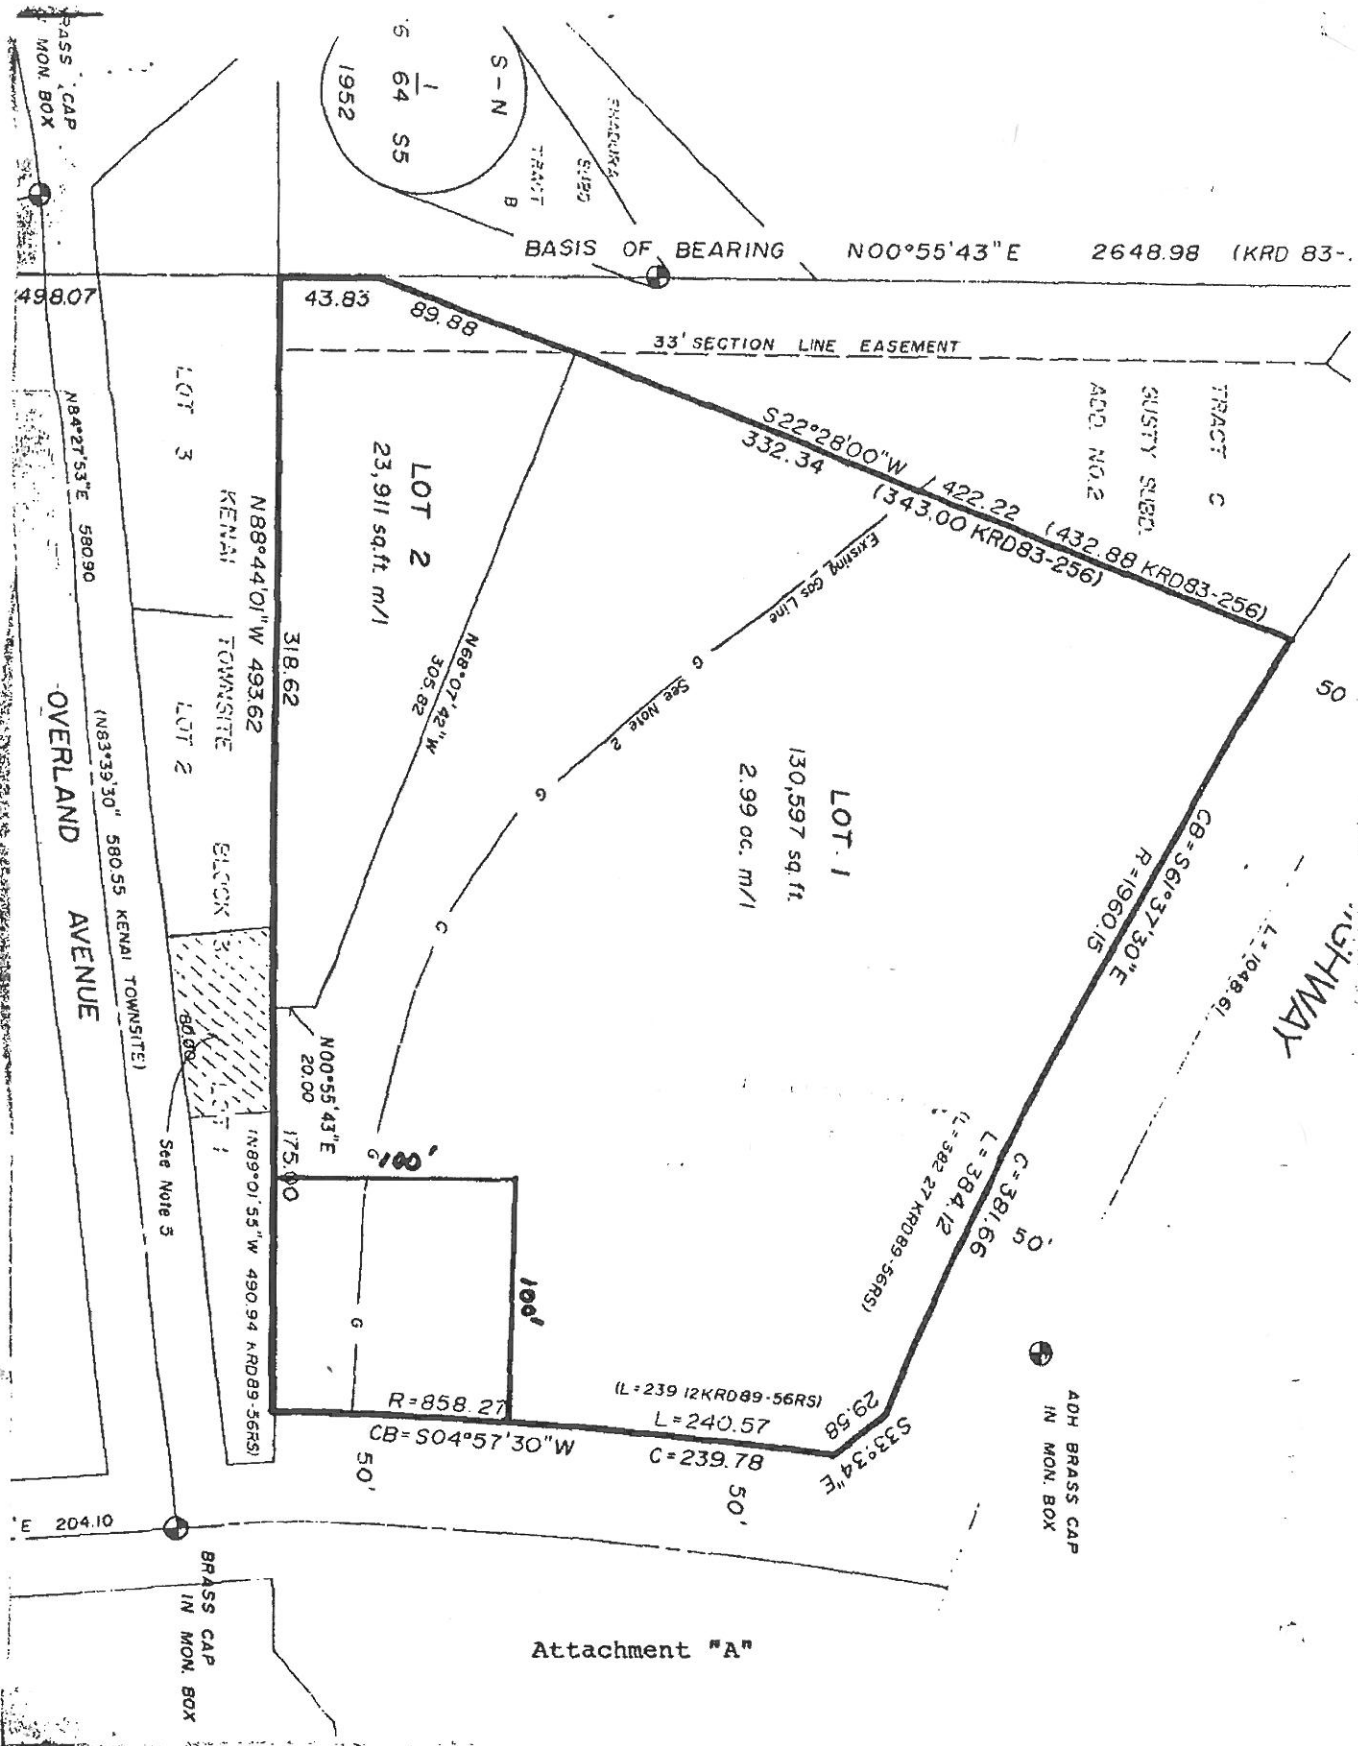 BRASS CAP
MON. BOX
S-N
1
64 S5
1952
SHADURA
SUBD
TRACT
B
BASIS OF BEARING N00°55'43"E 2648.98 (KRD 83-
498.07
43.83
89.88
33' SECTION LINE EASEMENT
TRACT C
GUSTY SUBD.
ADD. NO.2
S22°28'00"W
332.34
422.22 (432.88 KRD83-256)
(343.00 KRD83-256)
LOT 3
LOT 2
23,911 sq.ft. m/l
Existing Gas Line
See Note 2
G
G
G
G
G
N68°07'42"W
305.82
N88°44'01"W 493.62
318.62
KENAI TOWNSITE BLOCK 3
LOT 2
LOT 1
N84°27'53"E 580.90
(N83°39'30" 580.55 KENAI TOWNSITE)
OVERLAND AVENUE
LOT 1
130,597 sq.ft.
2.99 ac. m/l
50
CB=S61°37'30"E
R=1960.15
L=1048.61
HIGHWAY
80.00
See Note 5
N00°55'43"E
20.00
175.00
(N89°01'55"W 490.94 KRD89-56RS)
100'
100'
C=381.66
L=384.12
(L=382.27 KRD89-56RS)
50'
R=858.27
CB=S04°57'30"W
(L=239.12 KRD89-56RS)
L=240.57
C=239.78
29.58
S33°34'E
50'
50'
ADH BRASS CAP
IN MON. BOX
'E 204.10
BRASS CAP
IN MON. BOX
Attachment "A"